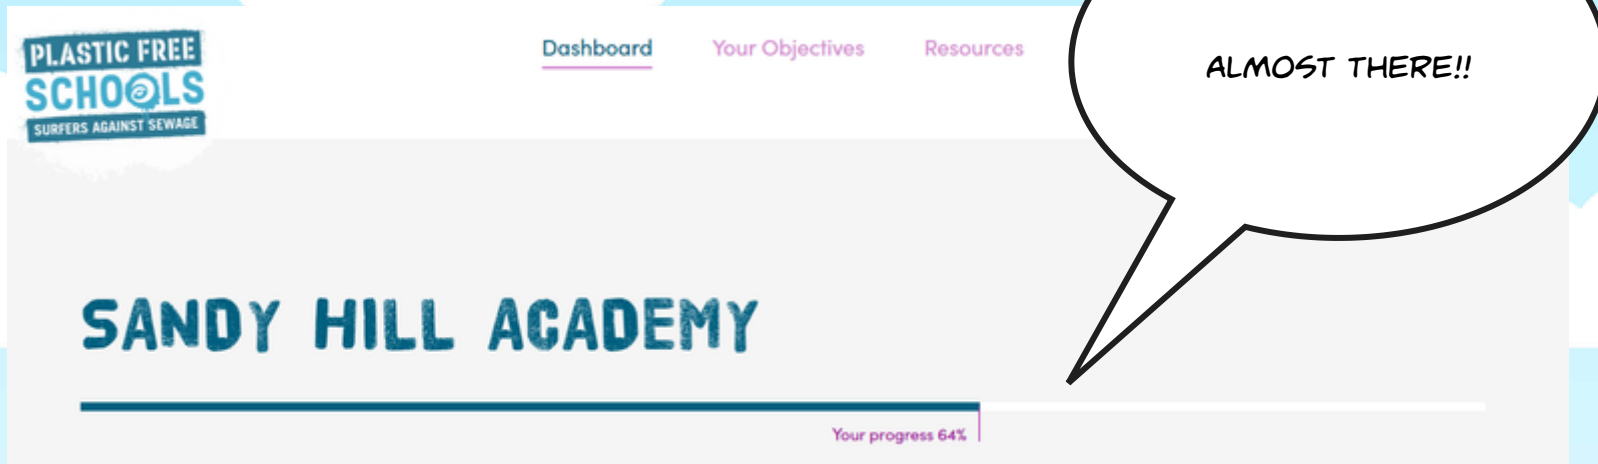 PLASTIC FREE
SCHOOLS
SURFERS AGAINST SEWAGE
Dashboard Your Objectives Resources
ALMOST THERE!!
SANDY HILL ACADEMY
Your progress 64%